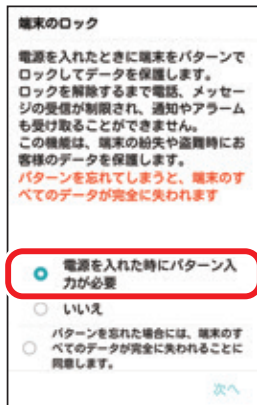 端末のロック
電源を入れたときに端末をパターンで
ロックしてデータを保護します。
ロックを解除するまで電話、メッセー
ジの受信が制限され、通知やアラーム
も受け取ることができません。
この機能は、端末の紛失や盗難時にお
客様のデータを保護します。
パターンを忘れてしまうと、端末のす
べてのデータが完全に失われます
電源を入れた時にパターン入
力が必要
いいえ
パターンを忘れた場合には、端末のす
べてのデータが完全に失われることに
同意します。
次へ